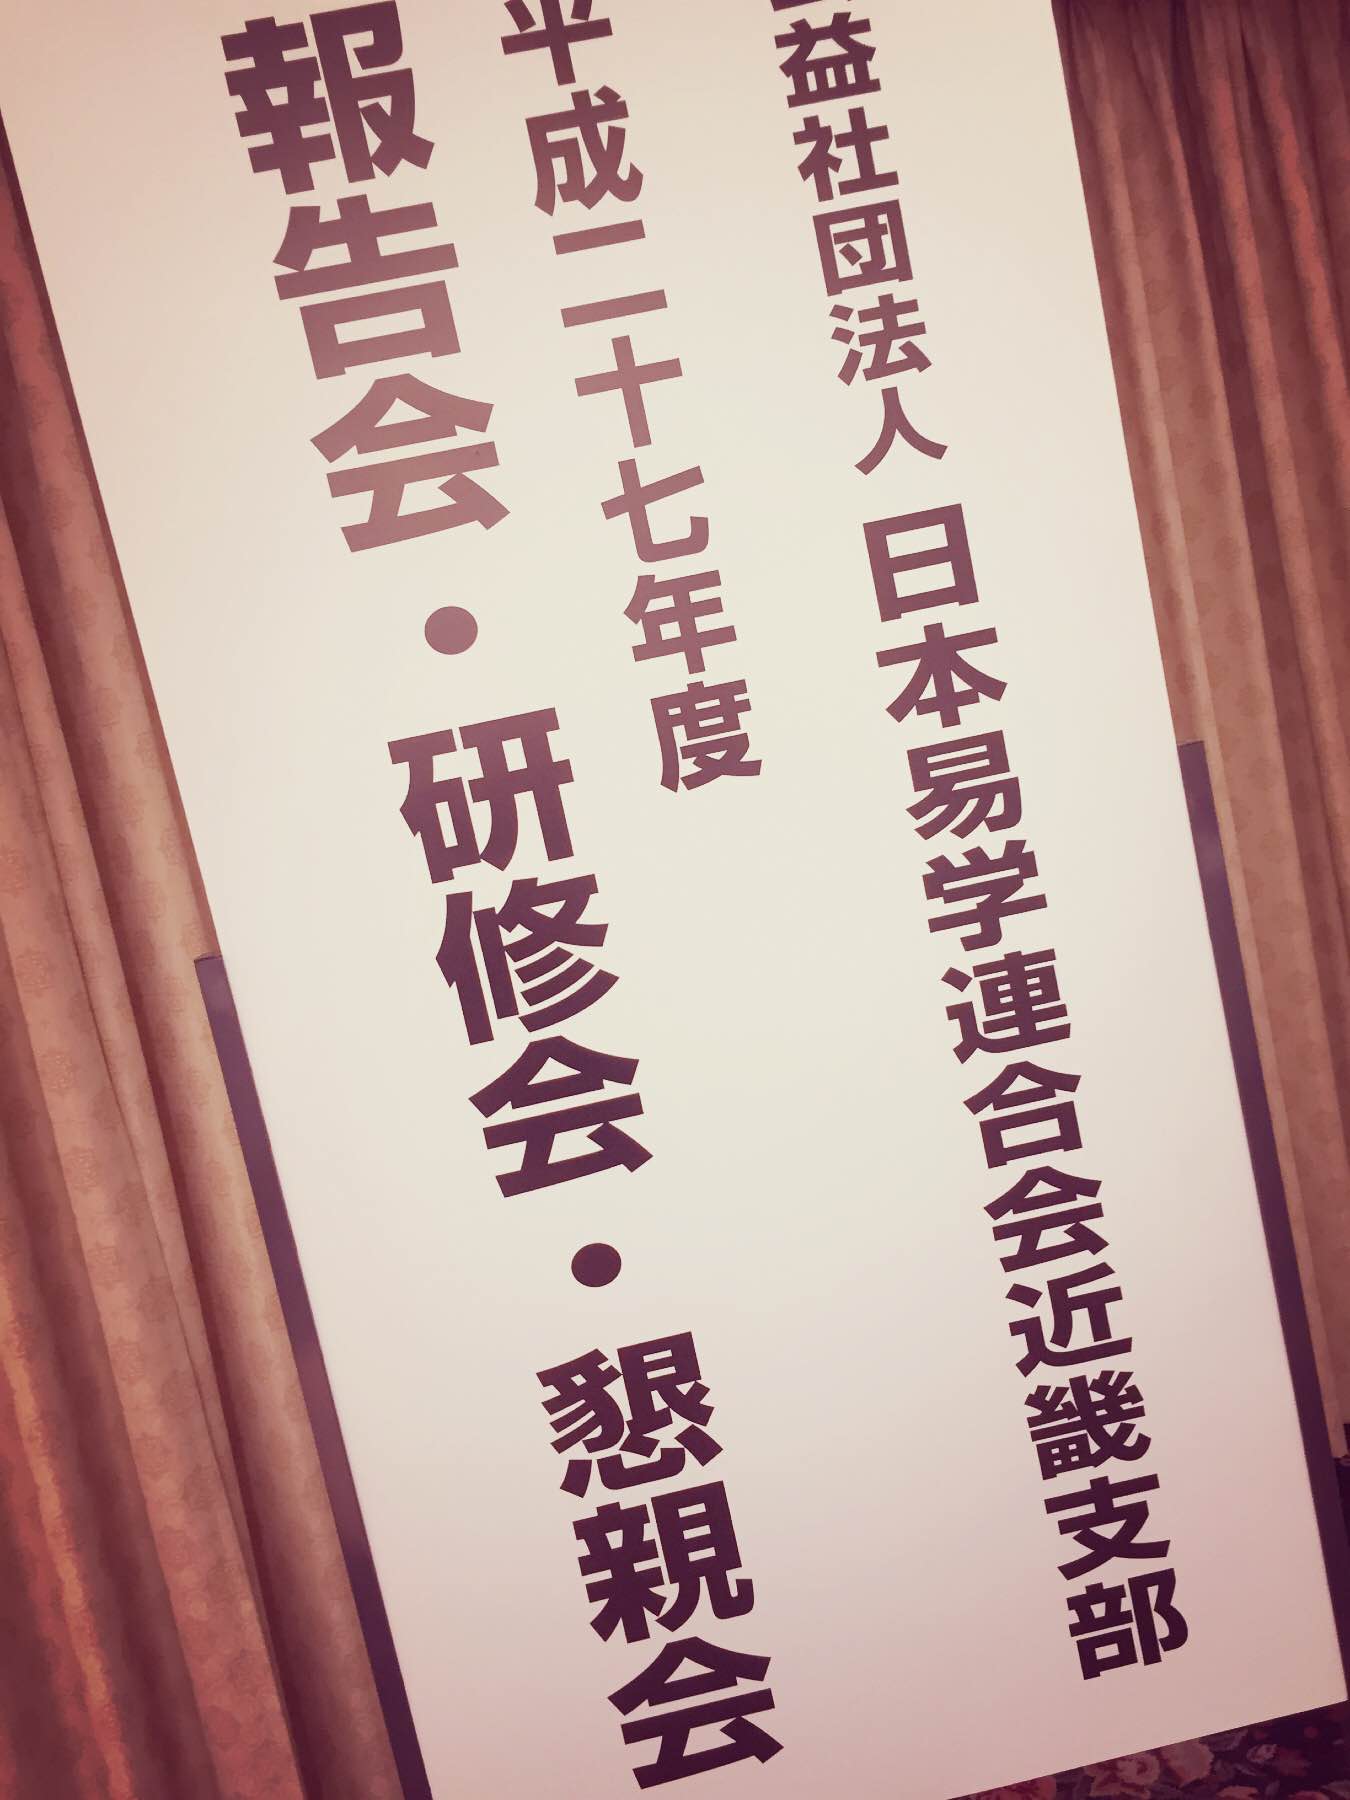 益社団法人 日本易学連合会近畿支部
平成二十七年度
報告会・研修会・懇親会